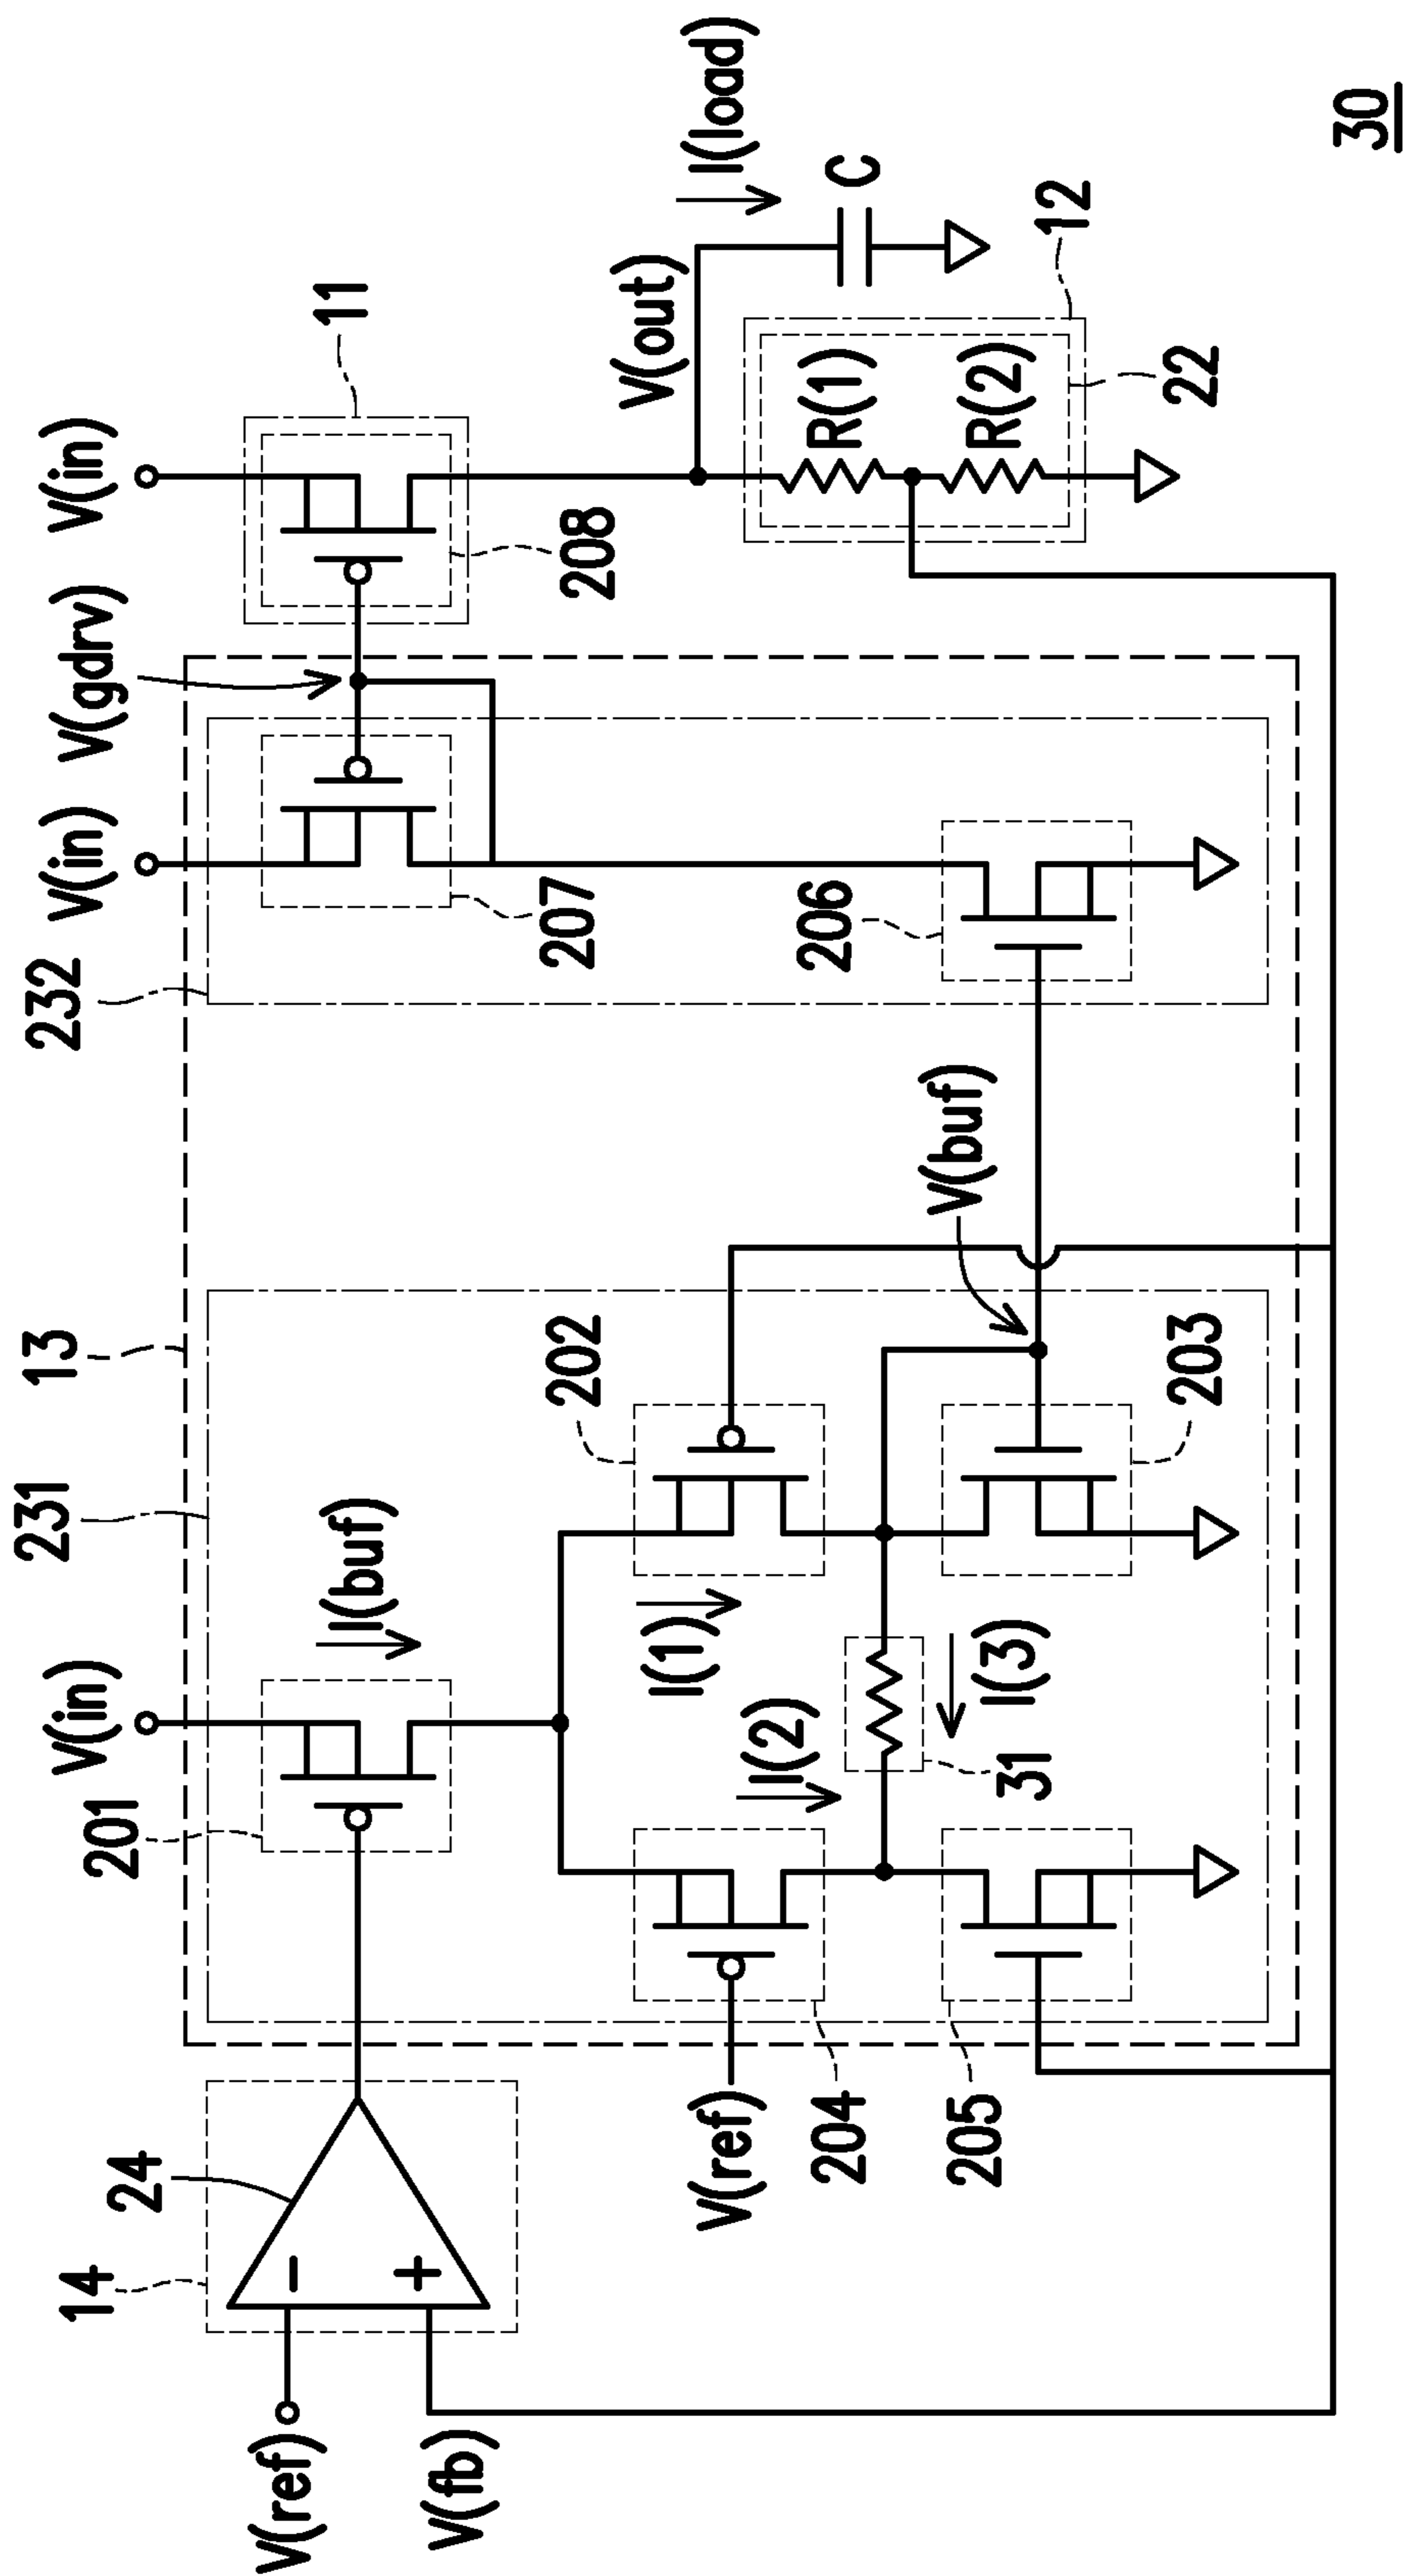 V(ref)
V(fb)
14
24
V(ref)
204
205
201
V(in)
I(buf)
231
13
I(2)
31
I(3)
I(1)
202
203
V(buf)
232
V(in)
207
206
V(gdrv)
V(in)
208
11
V(out)
I(load)
C
R(1)
R(2)
22
12
30